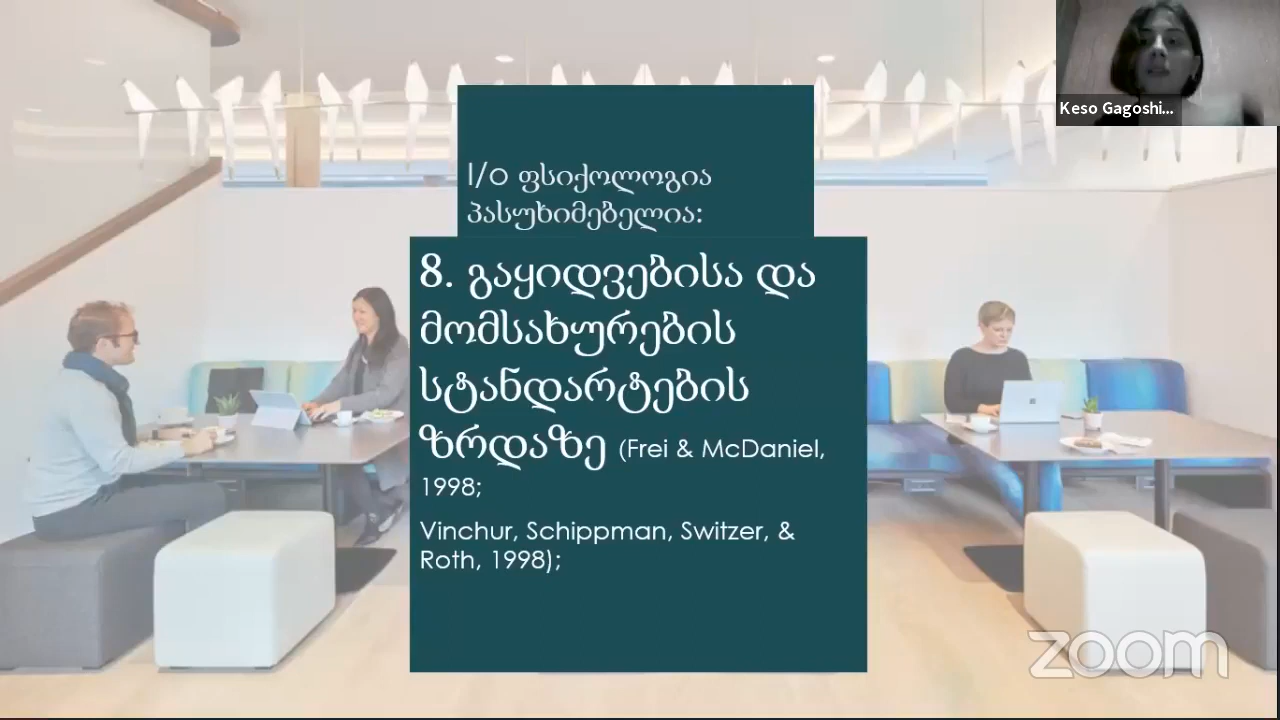 Keso Gagoshi...
I/O ფსიქოლოგია
პასუხიმებელია:
8. გაყიდვებისა და
მომსახურების
სტანდარტების
ზრდაზე (Frei & McDaniel,
1998;
Vinchur, Schippman, Switzer, &
Roth, 1998);
zoom